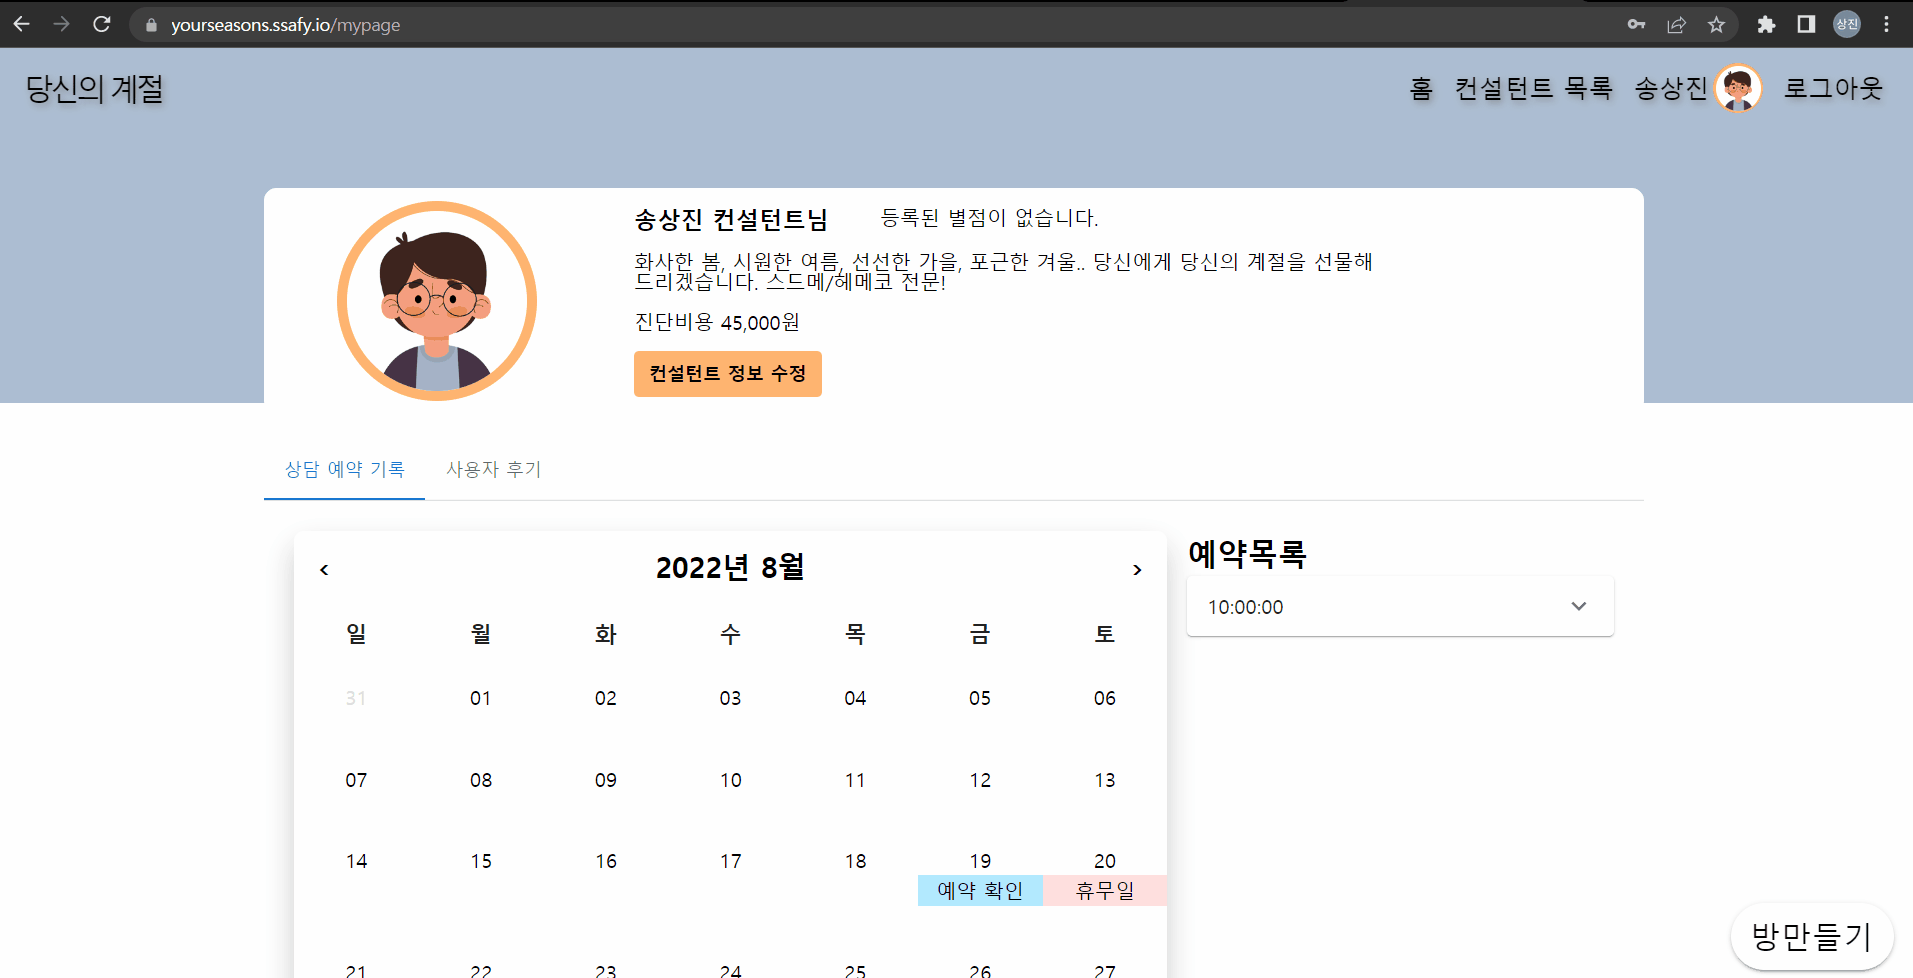 yourseasons.ssafy.io/mypage
상진
당신의 계절
홈 컨설턴트 목록 송상진 로그아웃
송상진 컨설턴트님 등록된 별점이 없습니다.
화사한 봄, 시원한 여름, 선선한 가을, 포근한 겨울.. 당신에게 당신의 계절을 선물해
드리겠습니다. 스드메/헤메코 전문!
진단비용 45,000원
컨설턴트 정보 수정
상담 예약 기록 사용자 후기
< 2022년 8월 >
일 월 화 수 목 금 토
31 01 02 03 04 05 06
07 08 09 10 11 12 13
14 15 16 17 18 19 20
예약 확인 휴무일
21 22 23 24 25 26 27
예약목록
10:00:00
방만들기